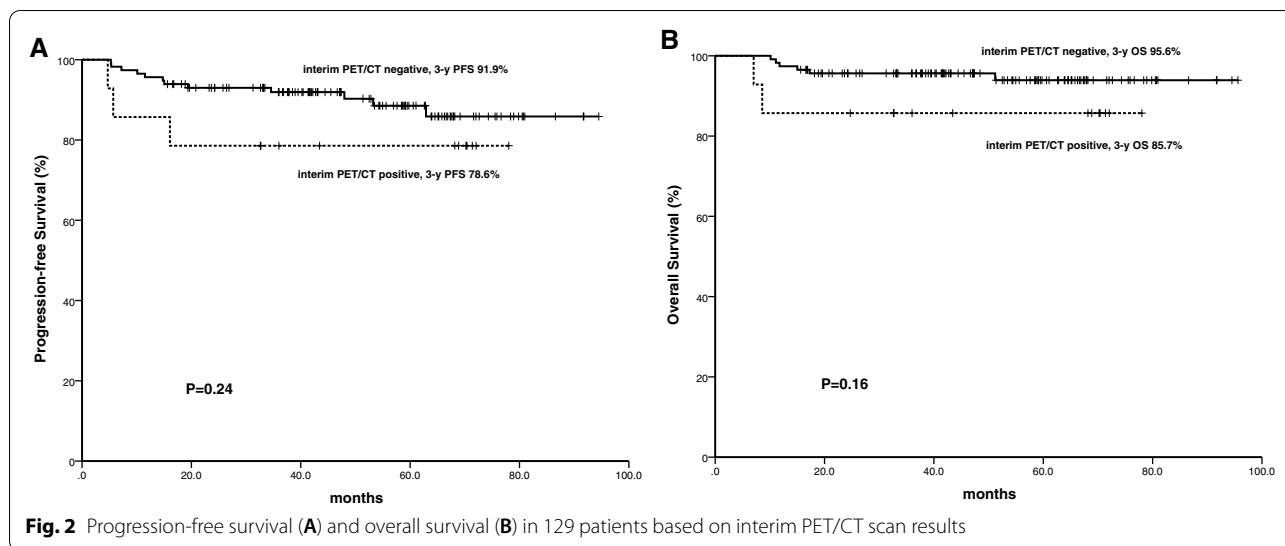 A
Progression-free Survival (%)
100
80
60
40
20
0
interim PET/CT negative, 3-y PFS 91.9%
interim PET/CT positive, 3-y PFS 78.6%
P=0.24
.0 20.0 40.0 60.0 80.0 100.0
months
B
Overall Survival (%)
100
80
60
40
20
0
interim PET/CT negative, 3-y OS 95.6%
interim PET/CT positive, 3-y OS 85.7%
P=0.16
.0 20.0 40.0 60.0 80.0 100.0
months
Fig. 2 Progression-free survival (A) and overall survival (B) in 129 patients based on interim PET/CT scan results